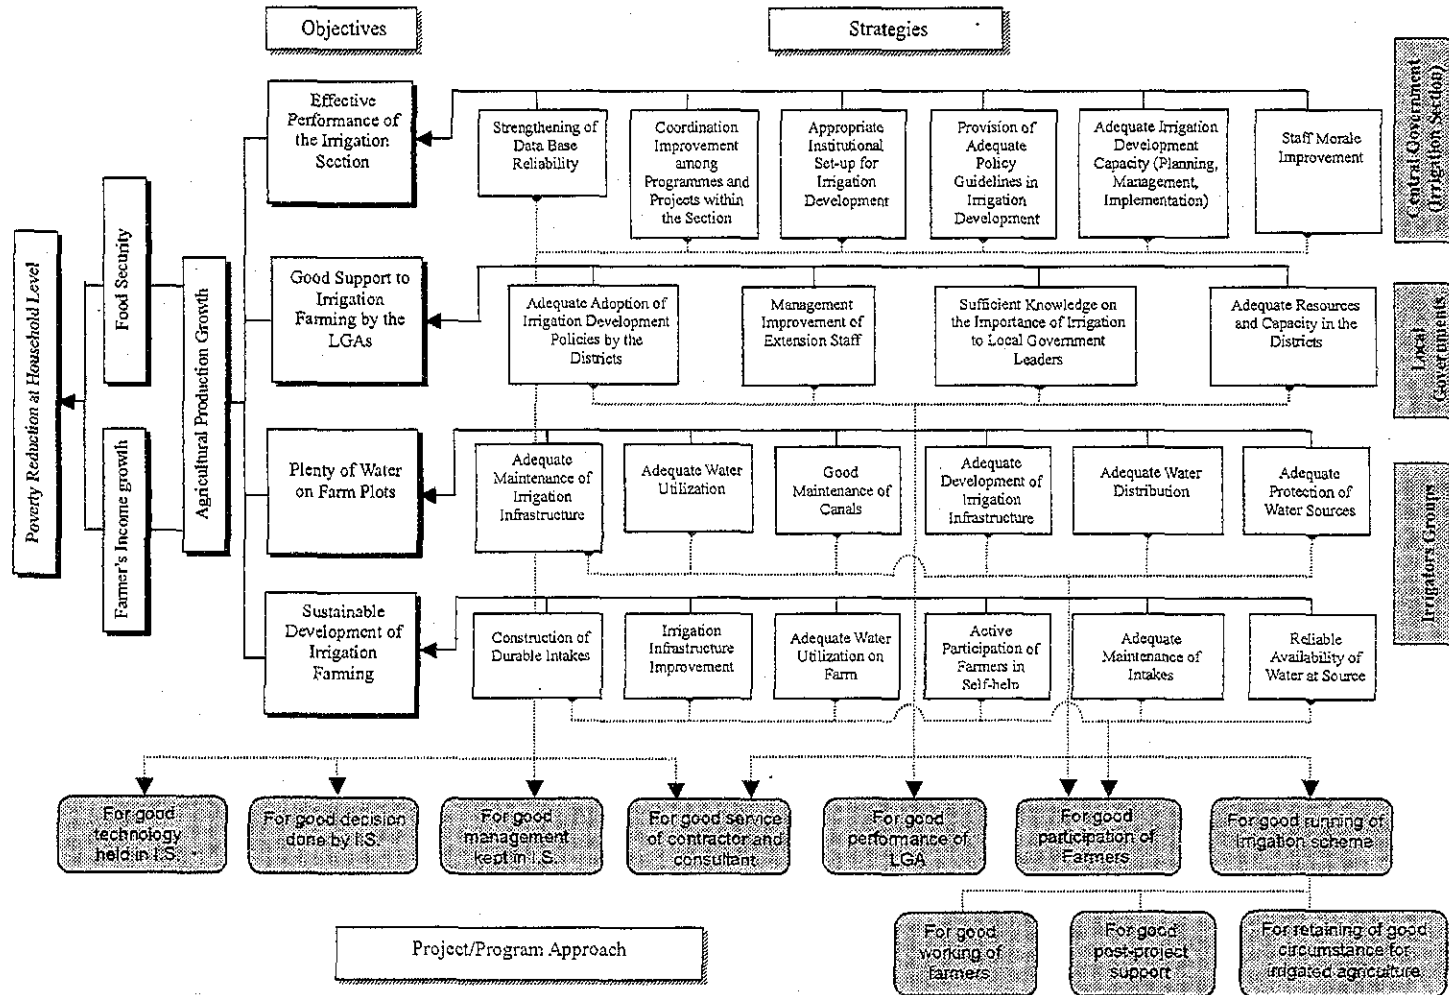 Objectives
Strategies
Central Government
(Irrigation Section)
Effective
Performance of
the Irrigation
Section
Strengthening of
Data Base
Reliability
Coordination
Improvement
among
Programmes and
Projects within
the Section
Appropriate
Institutional
Set-up for
Irrigation
Development
Provision of
Adequate
Policy
Guidelines in
Irrigation
Development
Adequate Irrigation
Development
Capacity (Planning,
Management,
Implementation)
Staff Morale
Improvement
Poverty Reduction at Household Level
Food Security
Farmer's Income growth
Agricultural Production Growth
Good Support to
Irrigation
Farming by the
LGAs
Adequate Adoption of
Irrigation Development
Policies by the
Districts
Management
Improvement of
Extension Staff
Sufficient Knowledge on
the Importance of Irrigation
to Local Government
Leaders
Adequate Resources
and Capacity in the
Districts
Local
Governments
Plenty of Water
on Farm Plots
Adequate
Maintenance of
Irrigation
Infrastructure
Adequate Water
Utilization
Good
Maintenance of
Canals
Adequate
Development of
Irrigation
Infrastructure
Adequate Water
Distribution
Adequate
Protection of
Water Sources
Irrigators Groups
Sustainable
Development of
Irrigation
Farming
Construction of
Durable Intakes
Irrigation
Infrastructure
Improvement
Adequate Water
Utilization on
Farm
Active
Participation of
Farmers in
Self-help
Adequate
Maintenance of
Intakes
Reliable
Availability of
Water at Source
For good
technology
held in I.S.
For good decision
done by I.S.
For good
management
kept in I.S.
For good service
of contractor and
consultant
For good
performance of
LGA
For good
participation of
Farmers
For good running of
irrigation scheme
For good
working of
farmers
For good
post-project
support
For retaining of good
circumstance for
irrigated agriculture
Project/Program Approach